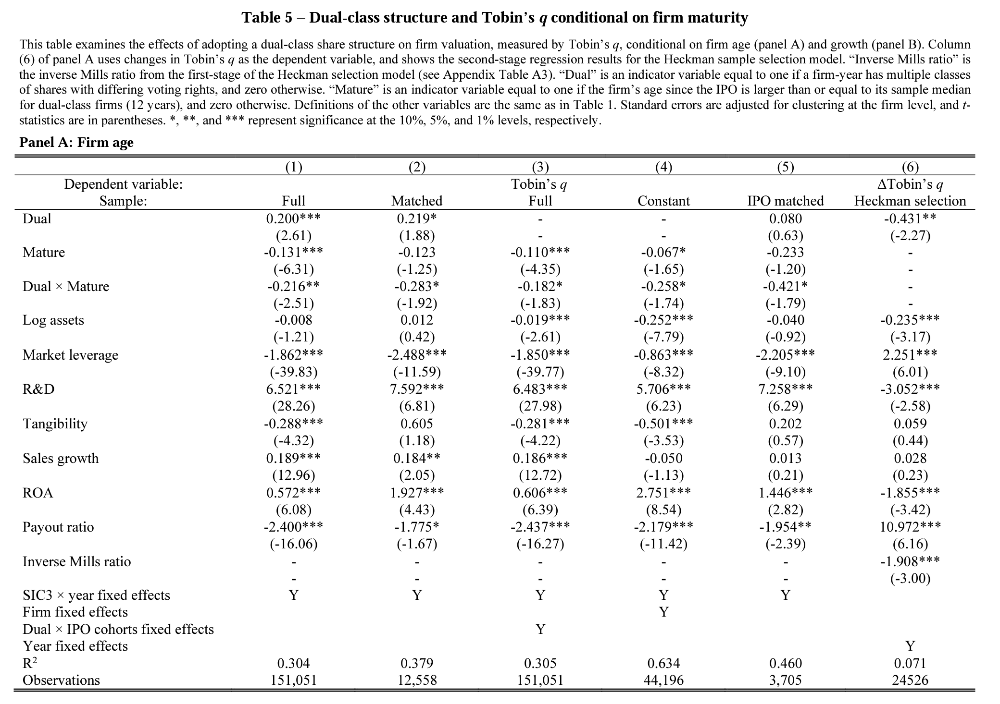 Table 5 – Dual-class structure and Tobin’s q conditional on firm maturity
This table examines the effects of adopting a dual-class share structure on firm valuation, measured by Tobin’s q, conditional on firm age (panel A) and growth (panel B). Column
(6) of panel A uses changes in Tobin’s q as the dependent variable, and shows the second-stage regression results for the Heckman sample selection model. “Inverse Mills ratio” is
the inverse Mills ratio from the first-stage of the Heckman selection model (see Appendix Table A3). “Dual” is an indicator variable equal to one if a firm-year has multiple classes
of shares with differing voting rights, and zero otherwise. “Mature” is an indicator variable equal to one if the firm’s age since the IPO is larger than or equal to its sample median
for dual-class firms (12 years), and zero otherwise. Definitions of the other variables are the same as in Table 1. Standard errors are adjusted for clustering at the firm level, and t-
statistics are in parentheses. *, **, and *** represent significance at the 10%, 5%, and 1% levels, respectively.
Panel A: Firm age
(1) (2) (3) (4) (5) (6)
Dependent variable: Tobin’s q ΔTobin’s q
Sample: Full Matched Full Constant IPO matched Heckman selection
Dual 0.200*** 0.219* - - 0.080 -0.431**
(2.61) (1.88) - - (0.63) (-2.27)
Mature -0.131*** -0.123 -0.110*** -0.067* -0.233 -
(-6.31) (-1.25) (-4.35) (-1.65) (-1.20) -
Dual × Mature -0.216** -0.283* -0.182* -0.258* -0.421* -
(-2.51) (-1.92) (-1.83) (-1.74) (-1.79) -
Log assets -0.008 0.012 -0.019*** -0.252*** -0.040 -0.235***
(-1.21) (0.42) (-2.61) (-7.79) (-0.92) (-3.17)
Market leverage -1.862*** -2.488*** -1.850*** -0.863*** -2.205*** 2.251***
(-39.83) (-11.59) (-39.77) (-8.32) (-9.10) (6.01)
R&D 6.521*** 7.592*** 6.483*** 5.706*** 7.258*** -3.052***
(28.26) (6.81) (27.98) (6.23) (6.29) (-2.58)
Tangibility -0.288*** 0.605 -0.281*** -0.501*** 0.202 0.059
(-4.32) (1.18) (-4.22) (-3.53) (0.57) (0.44)
Sales growth 0.189*** 0.184** 0.186*** -0.050 0.013 0.028
(12.96) (2.05) (12.72) (-1.13) (0.21) (0.23)
ROA 0.572*** 1.927*** 0.606*** 2.751*** 1.446*** -1.855***
(6.08) (4.43) (6.39) (8.54) (2.82) (-3.42)
Payout ratio -2.400*** -1.775* -2.437*** -2.179*** -1.954** 10.972***
(-16.06) (-1.67) (-16.27) (-11.42) (-2.39) (6.16)
Inverse Mills ratio - - - - - -1.908***
- - - - - (-3.00)
SIC3 × year fixed effects Y Y Y Y Y
Firm fixed effects Y
Dual × IPO cohorts fixed effects Y
Year fixed effects Y
R² 0.304 0.379 0.305 0.634 0.460 0.071
Observations 151,051 12,558 151,051 44,196 3,705 24526